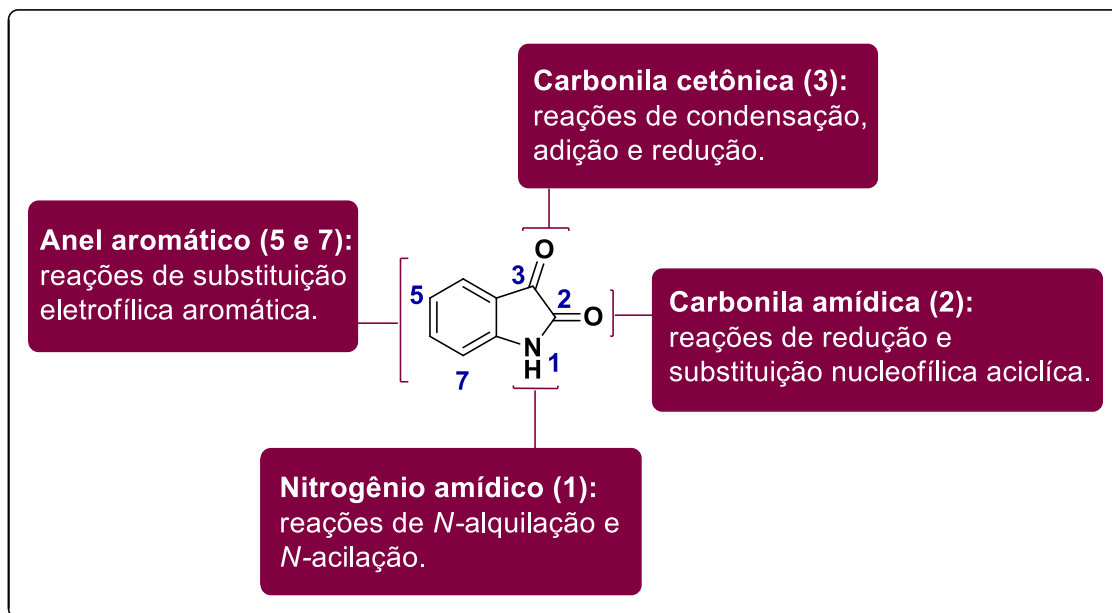 Carbonila cetônica (3):
reações de condensação,
adição e redução.
Anel aromático (5 e 7):
reações de substituição
eletrofílica aromática.
O
3
5
2
O
N
H
1
7
Carbonila amídica (2):
reações de redução e
substituição nucleofílica aciclíca.
Nitrogênio amídico (1):
reações de N-alquilação e
N-acilação.